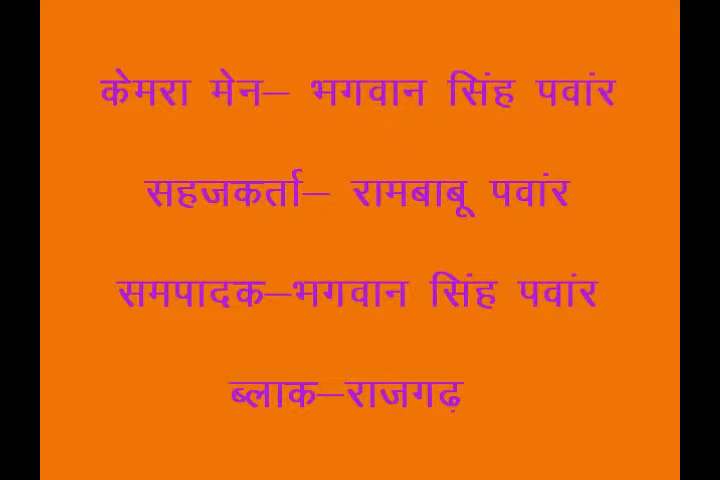 केमरा मेन– भगवान सिंह पवांर
सहजकर्ता– रामबाबू पवांर
समपादक–भगवान सिंह पवांर
ब्लाक–राजगढ़